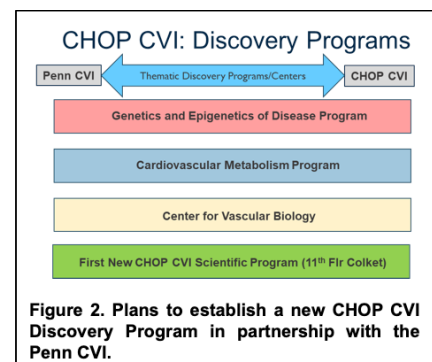 CHOP CVI: Discovery Programs
Penn CVI Thematic Discovery Programs/Centers CHOP CVI
Genetics and Epigenetics of Disease Program
Cardiovascular Metabolism Program
Center for Vascular Biology
First New CHOP CVI Scientific Program (11th Flr Colket)
Figure 2. Plans to establish a new CHOP CVI
Discovery Program in partnership with the
Penn CVI.